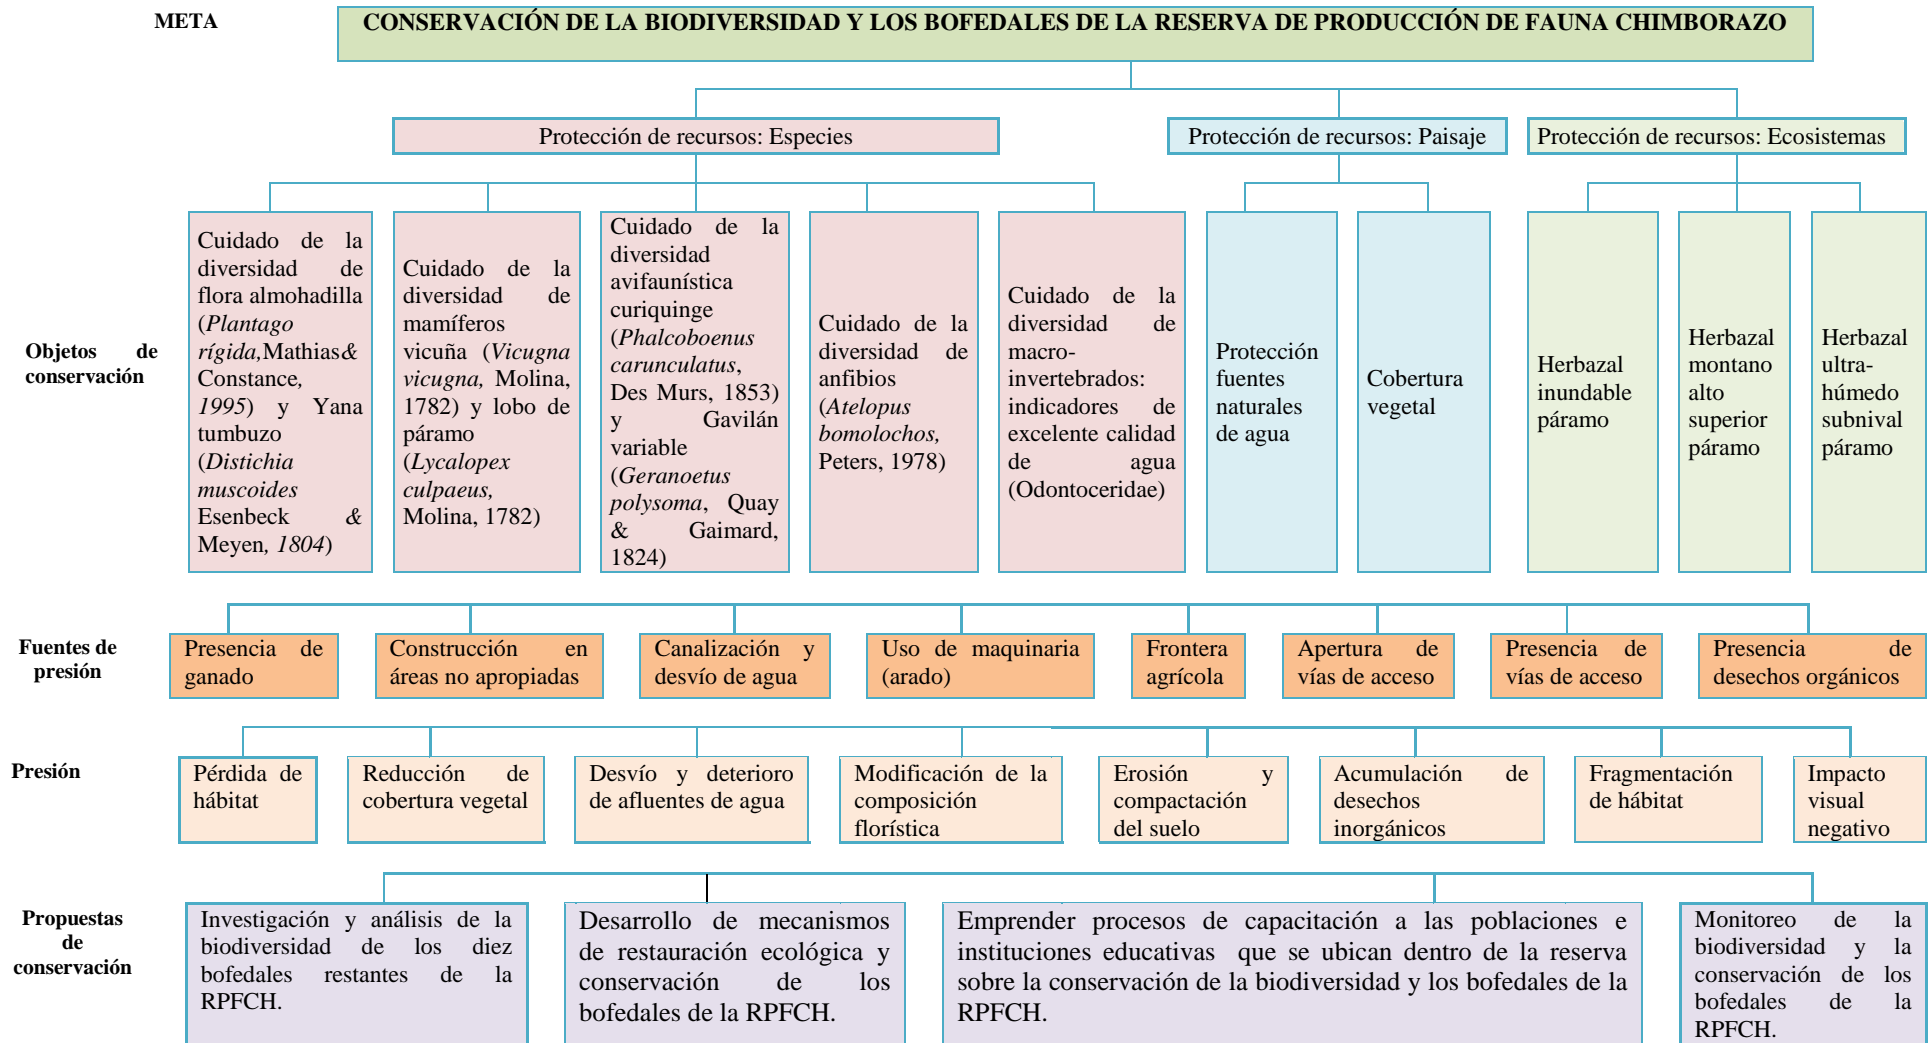 META
CONSERVACIÓN DE LA BIODIVERSIDAD Y LOS BOFEDALES DE LA RESERVA DE PRODUCCIÓN DE FAUNA CHIMBORAZO
Protección de recursos: Especies
Protección de recursos: Paisaje
Protección de recursos: Ecosistemas
Objetos de
conservación
Cuidado de la
diversidad de
flora almohadilla
(Plantago
rígida,Mathias&
Constance,
1995) y Yana
tumbuzo
(Distichia
muscoides
Esenbeck &
Meyen, 1804)
Cuidado de la
diversidad de
mamíferos
vicuña (Vicugna
vicugna, Molina,
1782) y lobo de
páramo
(Lycalopex
culpaeus,
Molina, 1782)
Cuidado de la
diversidad
avifaunística
curiquinge
(Phalcoboenus
carunculatus,
Des Murs, 1853)
y Gavilán
variable
(Geranoetus
polysoma, Quay
& Gaimard,
1824)
Cuidado de la
diversidad de
anfibios
(Atelopus
bomolochos,
Peters, 1978)
Cuidado de la
diversidad de
macro-
invertebrados:
indicadores de
excelente calidad
de agua
(Odontoceridae)
Protección
fuentes
naturales
de agua
Cobertura
vegetal
Herbazal
inundable
páramo
Herbazal
montano
alto
superior
páramo
Herbazal
ultra-
húmedo
subnival
páramo
Fuentes de
presión
Presencia de
ganado
Construcción en
áreas no apropiadas
Canalización y
desvío de agua
Uso de maquinaria
(arado)
Frontera
agrícola
Apertura de
vías de acceso
Presencia de
vías de acceso
Presencia de
desechos orgánicos
Presión
Pérdida de
hábitat
Reducción de
cobertura vegetal
Desvío y deterioro
de afluentes de agua
Modificación de la
composición
florística
Erosión y
compactación
del suelo
Acumulación de
desechos
inorgánicos
Fragmentación
de hábitat
Impacto
visual
negativo
Propuestas
de
conservación
Investigación y análisis de la
biodiversidad de los diez
bofedales restantes de la
RPFCH.
Desarrollo de mecanismos
de restauración ecológica y
conservación de los
bofedales de la RPFCH.
Emprender procesos de capacitación a las poblaciones e
instituciones educativas que se ubican dentro de la reserva
sobre la conservación de la biodiversidad y los bofedales de la
RPFCH.
Monitoreo de la
biodiversidad y la
conservación de los
bofedales de la
RPFCH.